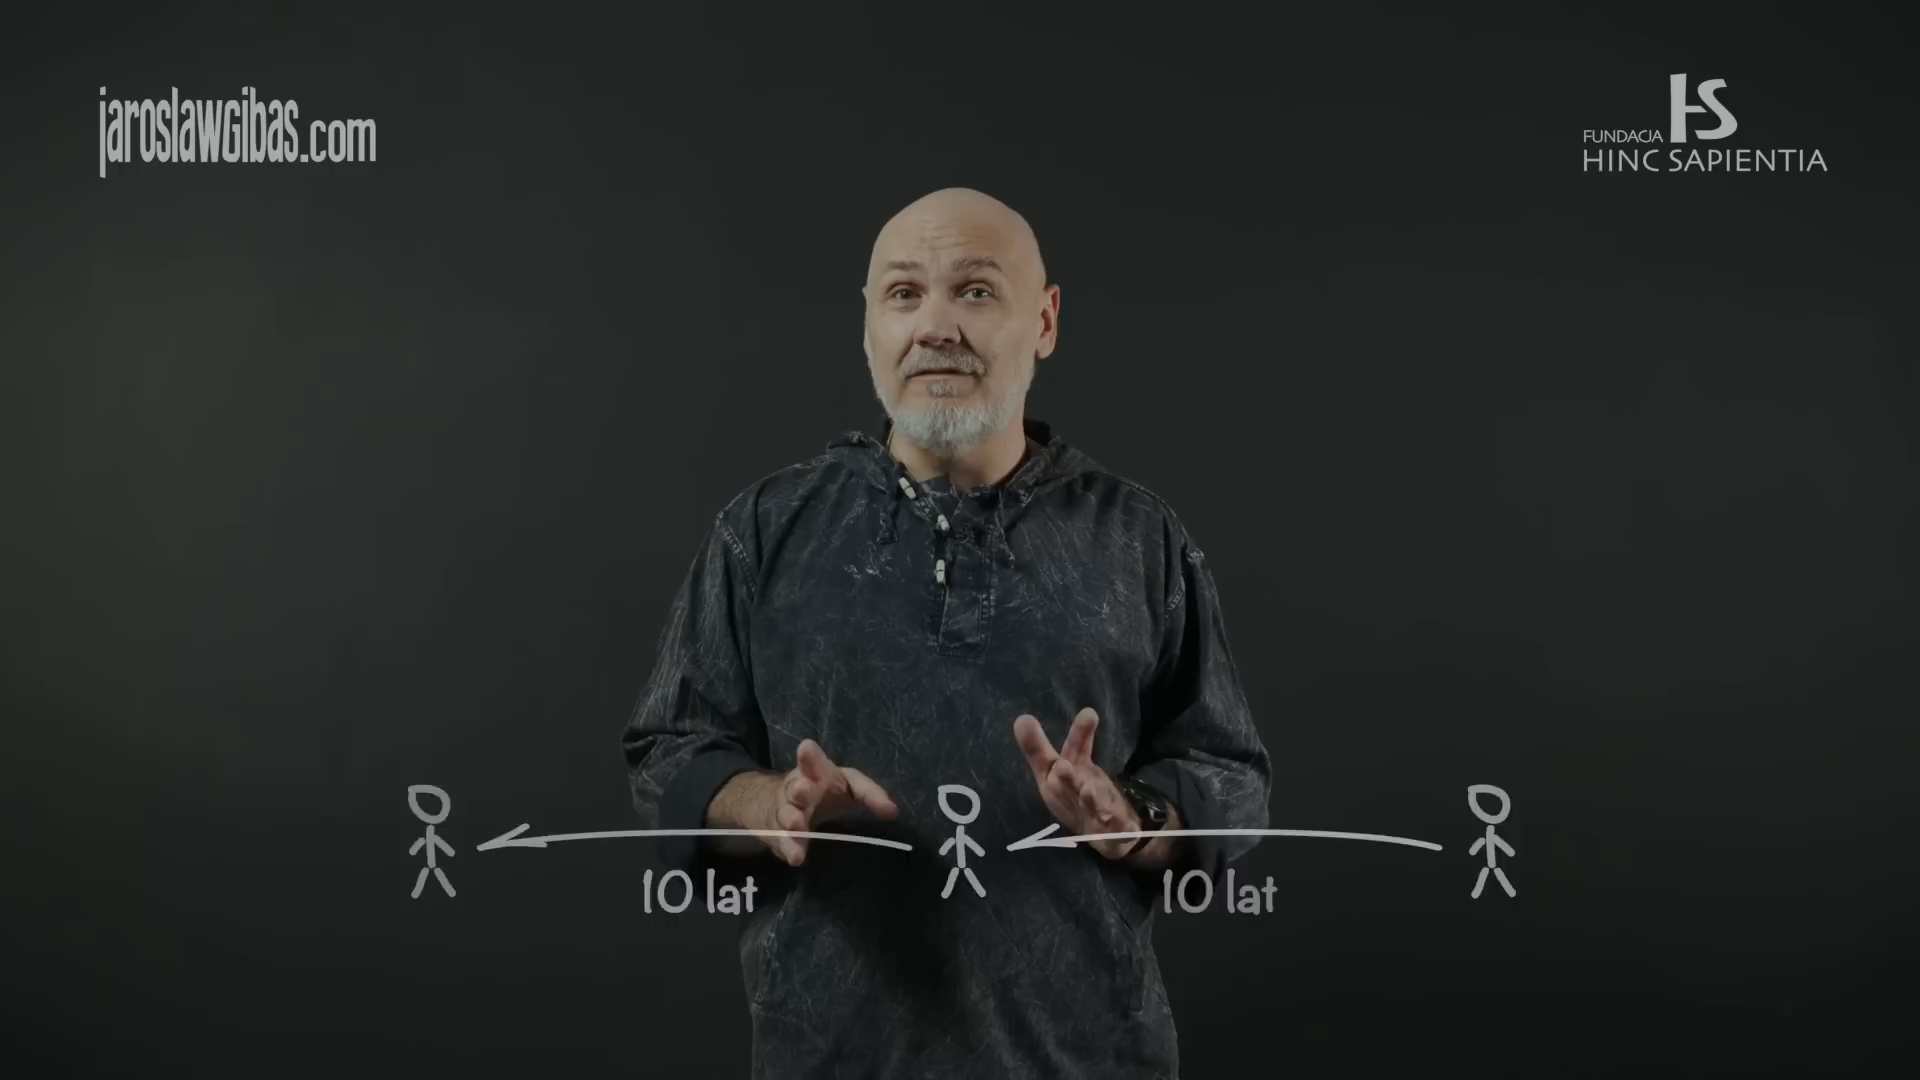 jaroslawGibas.com
HS
FUNDACJA
HINC SAPIENTIA
10 lat
10 lat